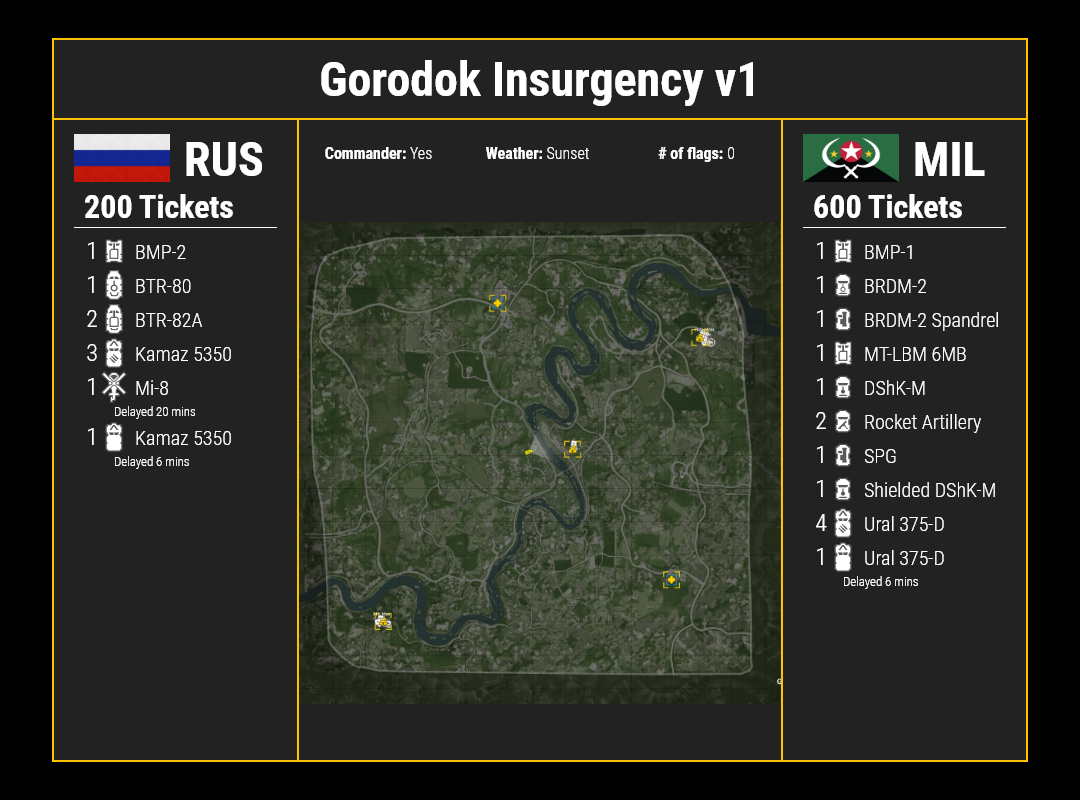 Gorodok Insurgency v1
RUS
200 Tickets
1 BMP-2
1 BTR-80
2 BTR-82A
3 Kamaz 5350
1 Mi-8
Delayed 20 mins
1 Kamaz 5350
Delayed 6 mins
Commander: Yes Weather: Sunset # of flags: 0
MIL
600 Tickets
1 BMP-1
1 BRDM-2
1 BRDM-2 Spandrel
1 MT-LBM 6MB
1 DShK-M
2 Rocket Artillery
1 SPG
1 Shielded DShK-M
4 Ural 375-D
1 Ural 375-D
Delayed 6 mins